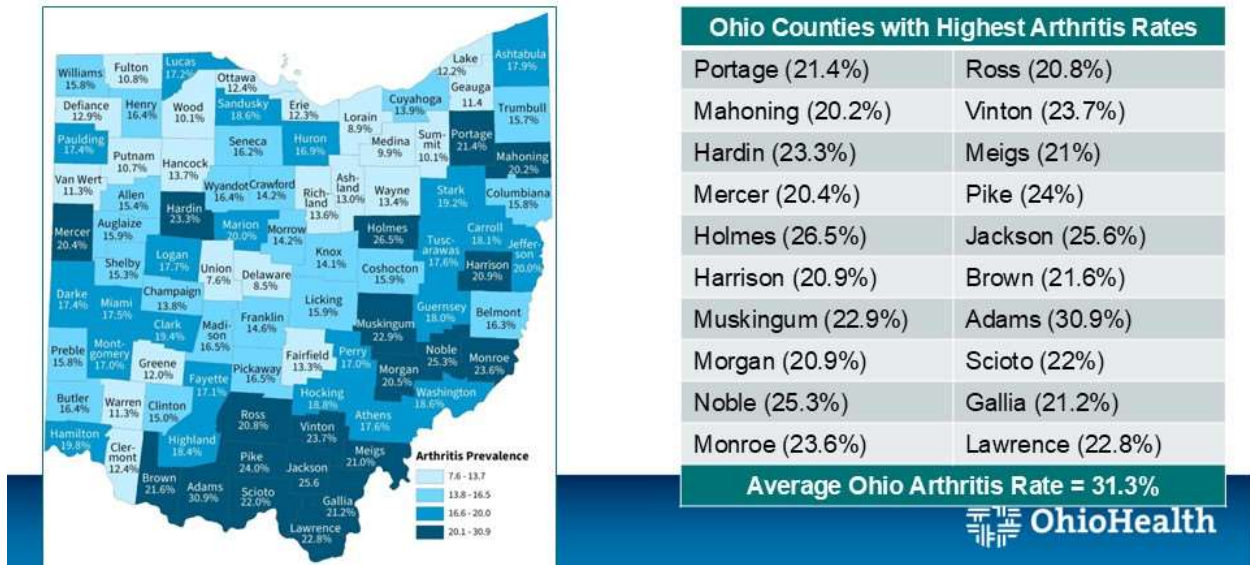 Williams
15.8%
Fulton
10.8%
Lucas
17.2%
Ottawa
12.4%
Lake
12.2%
Ashtabula
17.9%
Geauga
11.4
Defiance
12.9%
Henry
16.4%
Wood
10.1%
Sandusky
18.6%
Erie
12.3%
Lorain
8.9%
Cuyahoga
13.9%
Trumbull
15.7%
Paulding
17.4%
Putnam
10.7%
Hancock
13.7%
Seneca
16.2%
Huron
16.9%
Medina
9.9%
Sum-
mit
10.1%
Portage
21.4%
Mahoning
20.2%
Van Wert
11.3%
Allen
15.4%
Hardin
23.3%
Wyandot
16.4%
Crawford
14.2%
Rich-
land
13.6%
Ash-
land
13.0%
Wayne
13.4%
Stark
19.2%
Columbiana
15.8%
Mercer
20.4%
Auglaize
15.9%
Marion
20.0%
Morrow
14.2%
Holmes
26.5%
Tusc-
arawas
17.6%
Carroll
18.1%
Jeffer-
son
20.0%
Shelby
15.3%
Logan
17.7%
Union
7.6%
Delaware
8.5%
Knox
14.1%
Coshocton
15.9%
Harrison
20.9%
Darke
17.4%
Miami
17.5%
Champaign
13.8%
Licking
15.9%
Guernsey
18.0%
Belmont
16.3%
Clark
19.4%
Madi-
son
16.5%
Franklin
14.6%
Muskingum
22.9%
Preble
15.8%
Mont-
gomery
17.0%
Greene
12.0%
Fayette
17.1%
Pickaway
16.5%
Fairfield
13.3%
Perry
17.0%
Morgan
20.5%
Noble
25.3%
Monroe
23.6%
Butler
16.4%
Warren
11.3%
Clinton
15.0%
Hocking
18.8%
Washington
18.6%
Athens
17.6%
Hamilton
19.8%
Cler-
mont
12.4%
Highland
18.4%
Ross
20.8%
Vinton
23.7%
Meigs
21.0%
Brown
21.6%
Adams
30.9%
Pike
24.0%
Scioto
22.0%
Jackson
25.6
Gallia
21.2%
Lawrence
22.8%
Arthritis Prevalence
7.6 - 13.7
13.8 - 16.5
16.6 - 20.0
20.1 - 30.9
Ohio Counties with Highest Arthritis Rates
Portage (21.4%) Ross (20.8%)
Mahoning (20.2%) Vinton (23.7%)
Hardin (23.3%) Meigs (21%)
Mercer (20.4%) Pike (24%)
Holmes (26.5%) Jackson (25.6%)
Harrison (20.9%) Brown (21.6%)
Muskingum (22.9%) Adams (30.9%)
Morgan (20.9%) Scioto (22%)
Noble (25.3%) Gallia (21.2%)
Monroe (23.6%) Lawrence (22.8%)
Average Ohio Arthritis Rate = 31.3%
OhioHealth